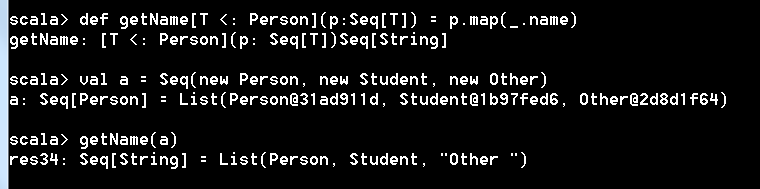 scala> def getName[T <: Person](p:Seq[T]) = p.map(_.name)
getName: [T <: Person](p: Seq[T])Seq[String]
scala> val a = Seq(new Person, new Student, new Other)
a: Seq[Person] = List(Person@31ad911d, Student@1b97fed6, Other@2d8d1f64)
scala> getName(a)
res34: Seq[String] = List(Person, Student, "Other ")